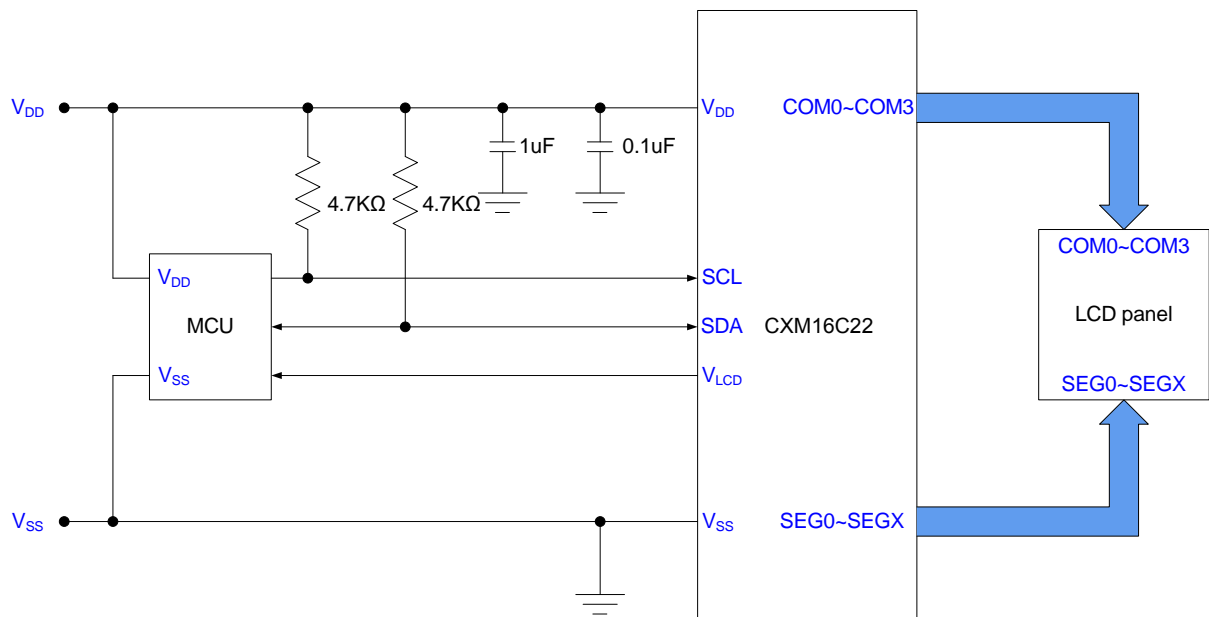 VDD
VDD
COM0~COM3
1uF
0.1uF
4.7KΩ
4.7KΩ
COM0~COM3
VDD
SCL
MCU
SDA
CXM16C22
LCD panel
VSS
VLCD
SEG0~SEGX
VSS
VSS
SEG0~SEGX